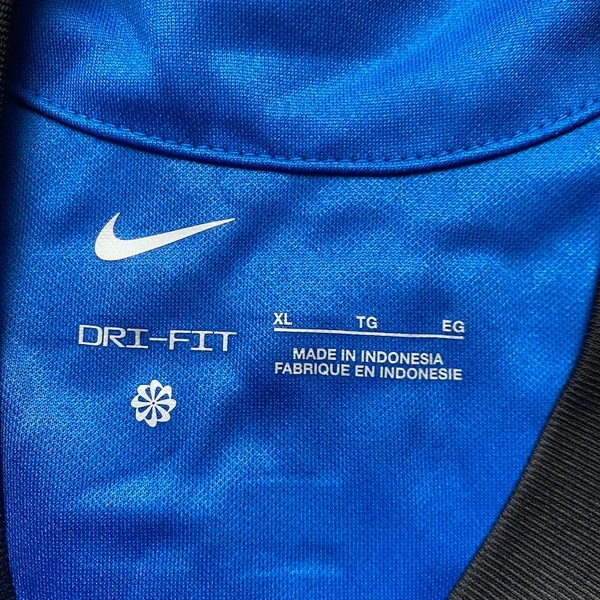 DRI-FIT
XL TG EG
MADE IN INDONESIA
FABRIQUE EN INDONESIE